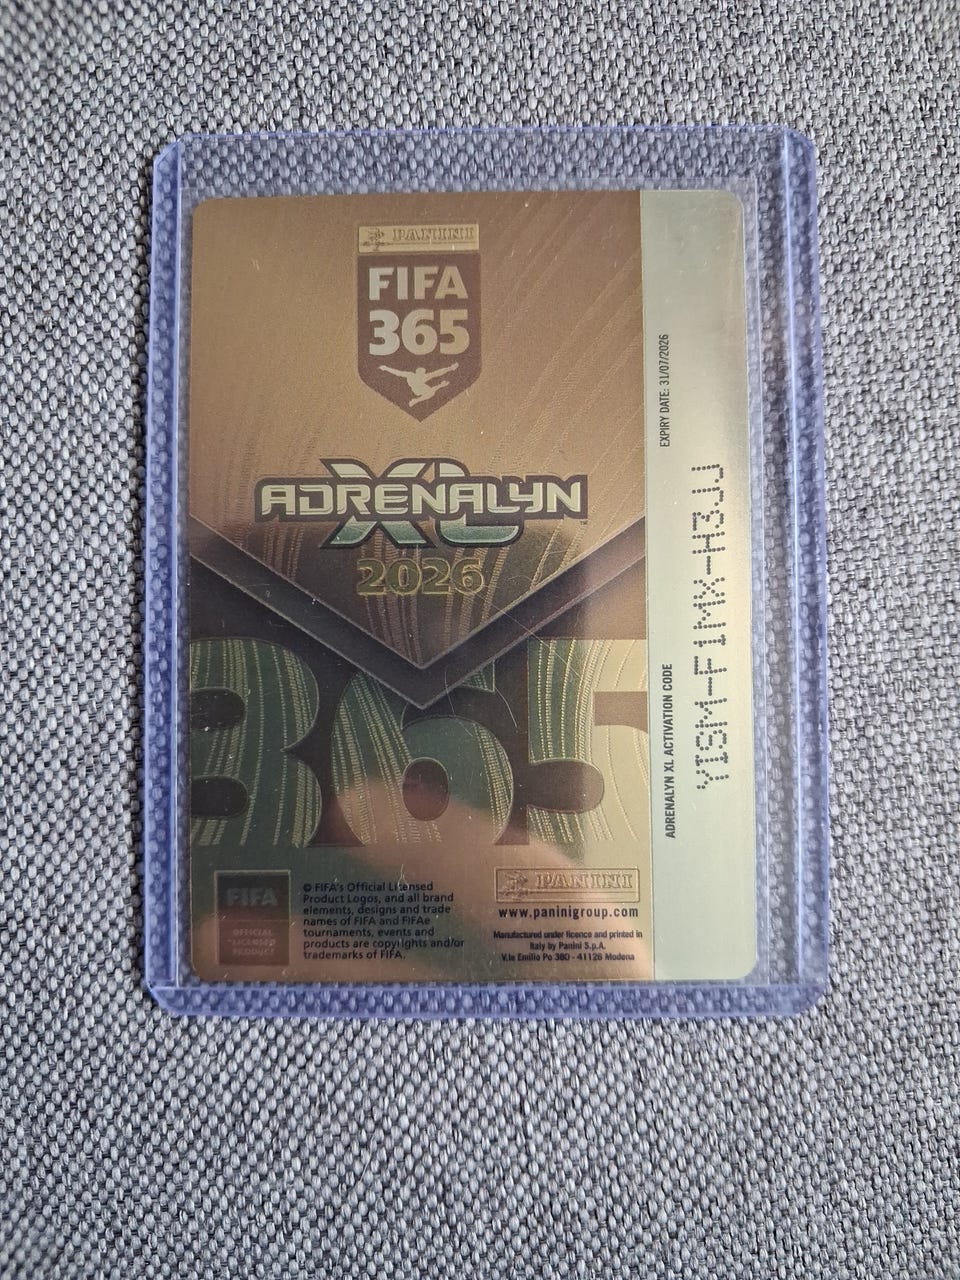 PANINI
FIFA
365
ADRENALYN
XL
2026
365
FIFA
OFFICIAL
LICENSED
PRODUCT
© FIFA's Official Licensed
Product Logos, and all brand
elements, designs and trade
names of FIFA and FIFAe
tournaments, events and
products are copyrights and/or
trademarks of FIFA.
PANINI
www.paninigroup.com
Manufactured under licence and printed in
Italy by Panini S.p.A.
V.le Emilio Po 380 - 41126 Modena
ADRENALYN XL ACTIVATION CODE
EXPIRY DATE: 31/07/2026